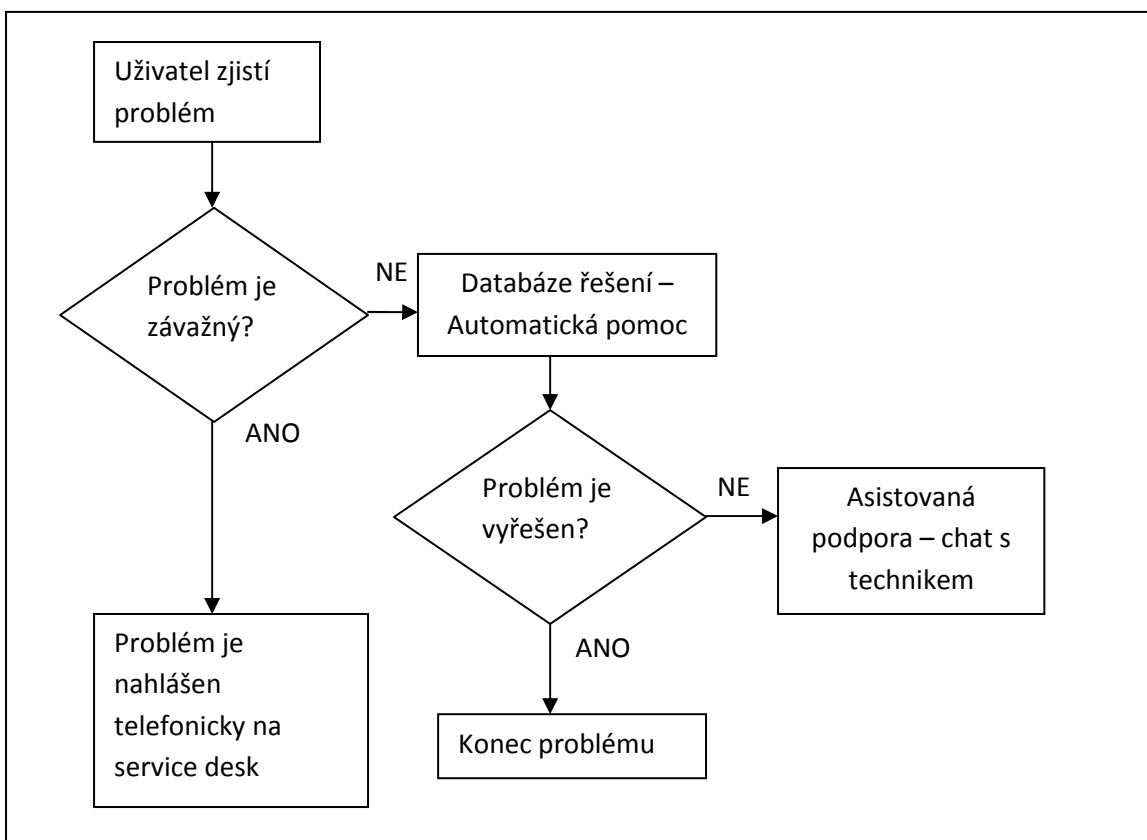 Uživatel zjistí
problém
Problém je
závažný?
NE
Databáze řešení –
Automatická pomoc
ANO
Problém je
vyřešen?
NE
Asistovaná
podpora – chat s
technikem
Problém je
nahlášen
telefonicky na
service desk
ANO
Konec problému